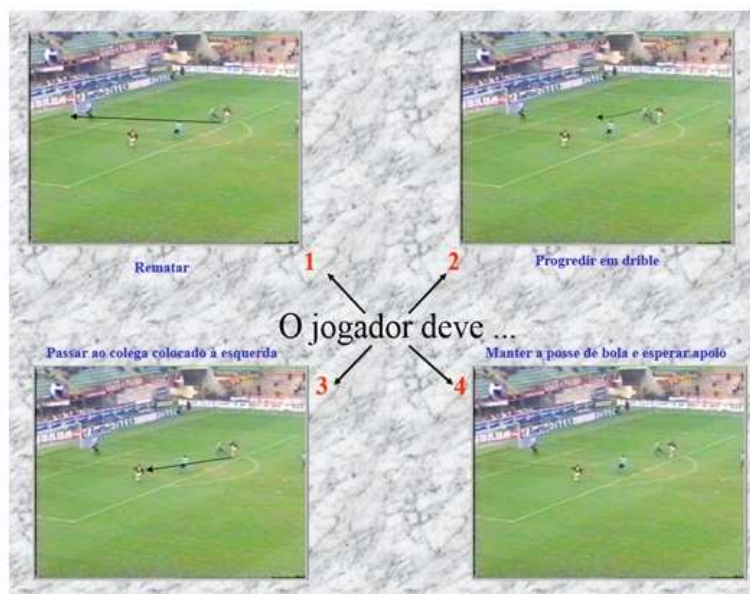 Rematar
1
2
Progredir em drible
O jogador deve ...
Passar ao colega colocado à esquerda
Manter a posse de bola e esperar apoio
3
4